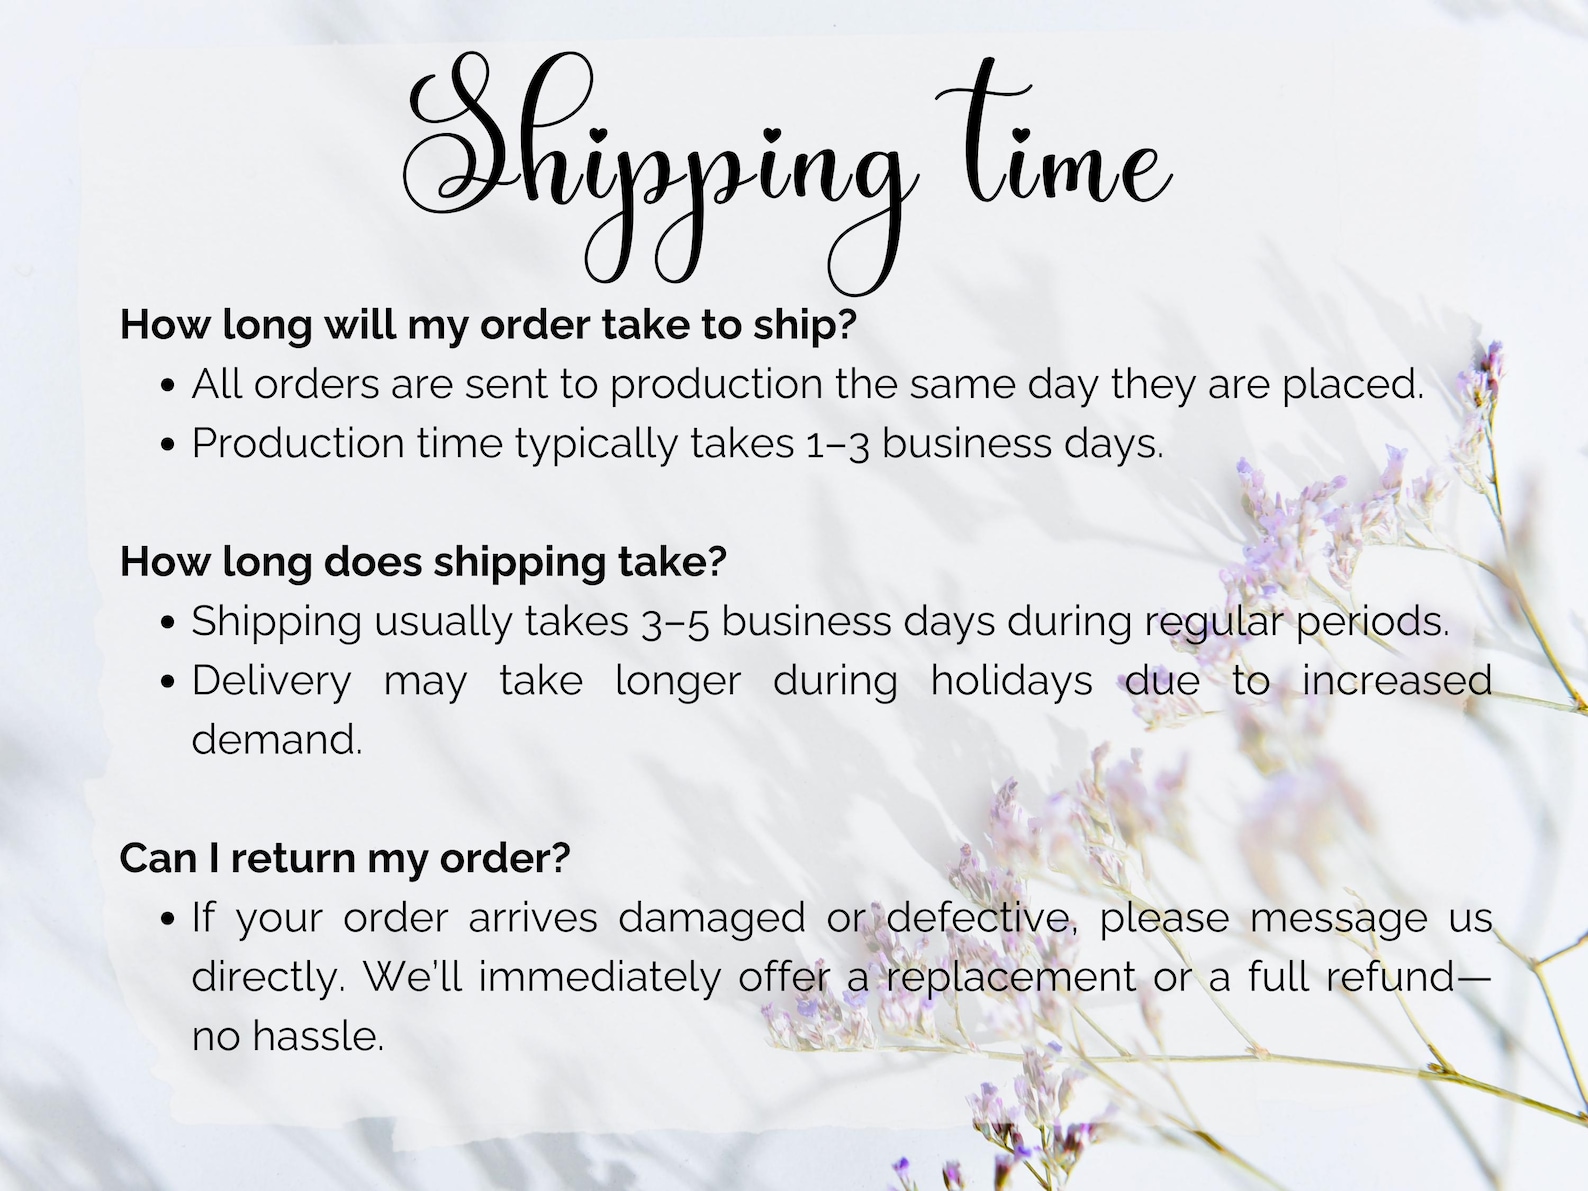 Shipping time
How long will my order take to ship?
• All orders are sent to production the same day they are placed.
• Production time typically takes 1–3 business days.
How long does shipping take?
• Shipping usually takes 3–5 business days during regular periods.
• Delivery may take longer during holidays due to increased
demand.
Can I return my order?
• If your order arrives damaged or defective, please message us
directly. We’ll immediately offer a replacement or a full refund—
no hassle.